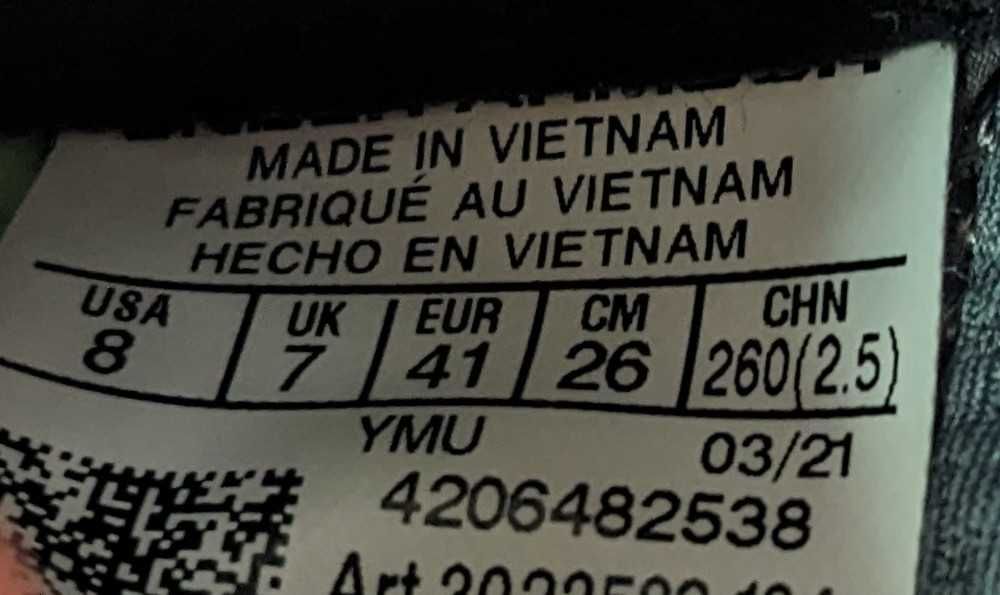 MADE IN VIETNAM
FABRIQUÉ AU VIETNAM
HECHO EN VIETNAM
USA UK EUR CM CHN
8 7 41 26 260(2.5)
YMU 03/21
4206482538